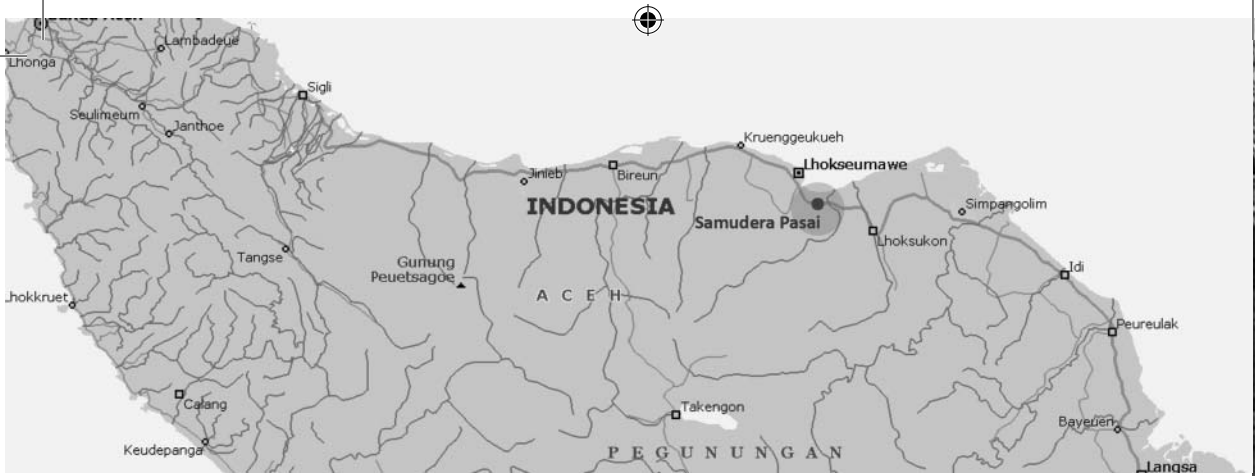 Lambadeue
Lhonga
Sigli
Seulimeum
Janthoe
Kruenggeukueh
Lhokseumawe
Jinieb
Bireun
INDONESIA
Samudera Pasai
Simpangolim
Lhoksukon
Tangse
Gunung
Peuetsagoe
Idi
A C E H
Lhokkruet
Peureulak
Calang
Takengon
Bayeuen
Keudepanga
P E G U N U N G A N
Langsa